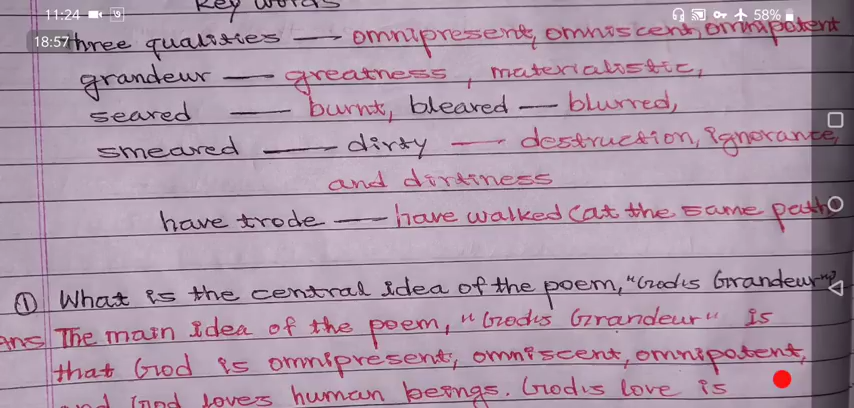 11:24 58%
Key words
18:57
three qualities — omnipresent, omniscent, omnipotent
grandeur — greatness, materialistic,
seared — burnt, bleared — blurred,
smeared — dirty — destruction, ignorance,
and dirtiness
have trode — have walked (at the same path
① What is the central idea of the poem, "God's Grandeur"?
Ans The main idea of the poem, "God's Grandeur" is
that God is omnipresent, omniscent, omnipotent,
and God loves human beings. God's love is